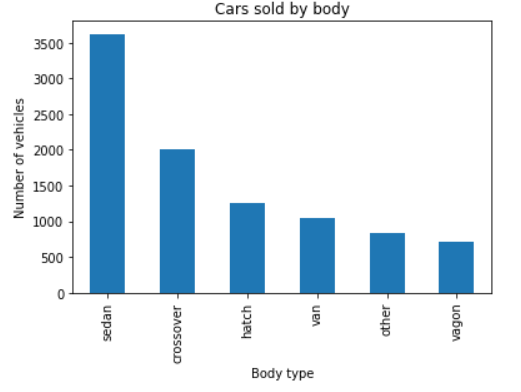 Cars sold by body
Number of vehicles
3500
3000
2500
2000
1500
1000
500
0
sedan
crossover
hatch
van
other
vagon
Body type